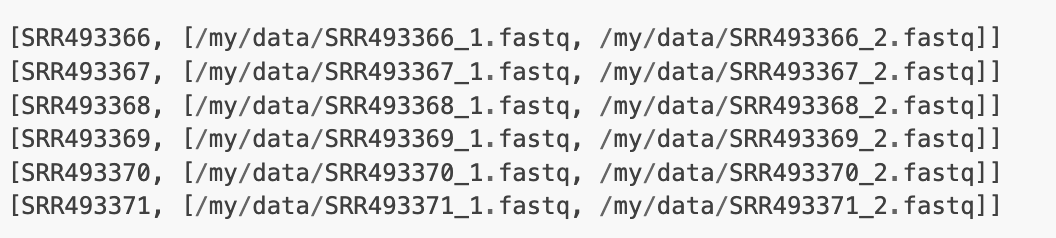 [SRR493366, [/my/data/SRR493366_1.fastq, /my/data/SRR493366_2.fastq]]
[SRR493367, [/my/data/SRR493367_1.fastq, /my/data/SRR493367_2.fastq]]
[SRR493368, [/my/data/SRR493368_1.fastq, /my/data/SRR493368_2.fastq]]
[SRR493369, [/my/data/SRR493369_1.fastq, /my/data/SRR493369_2.fastq]]
[SRR493370, [/my/data/SRR493370_1.fastq, /my/data/SRR493370_2.fastq]]
[SRR493371, [/my/data/SRR493371_1.fastq, /my/data/SRR493371_2.fastq]]